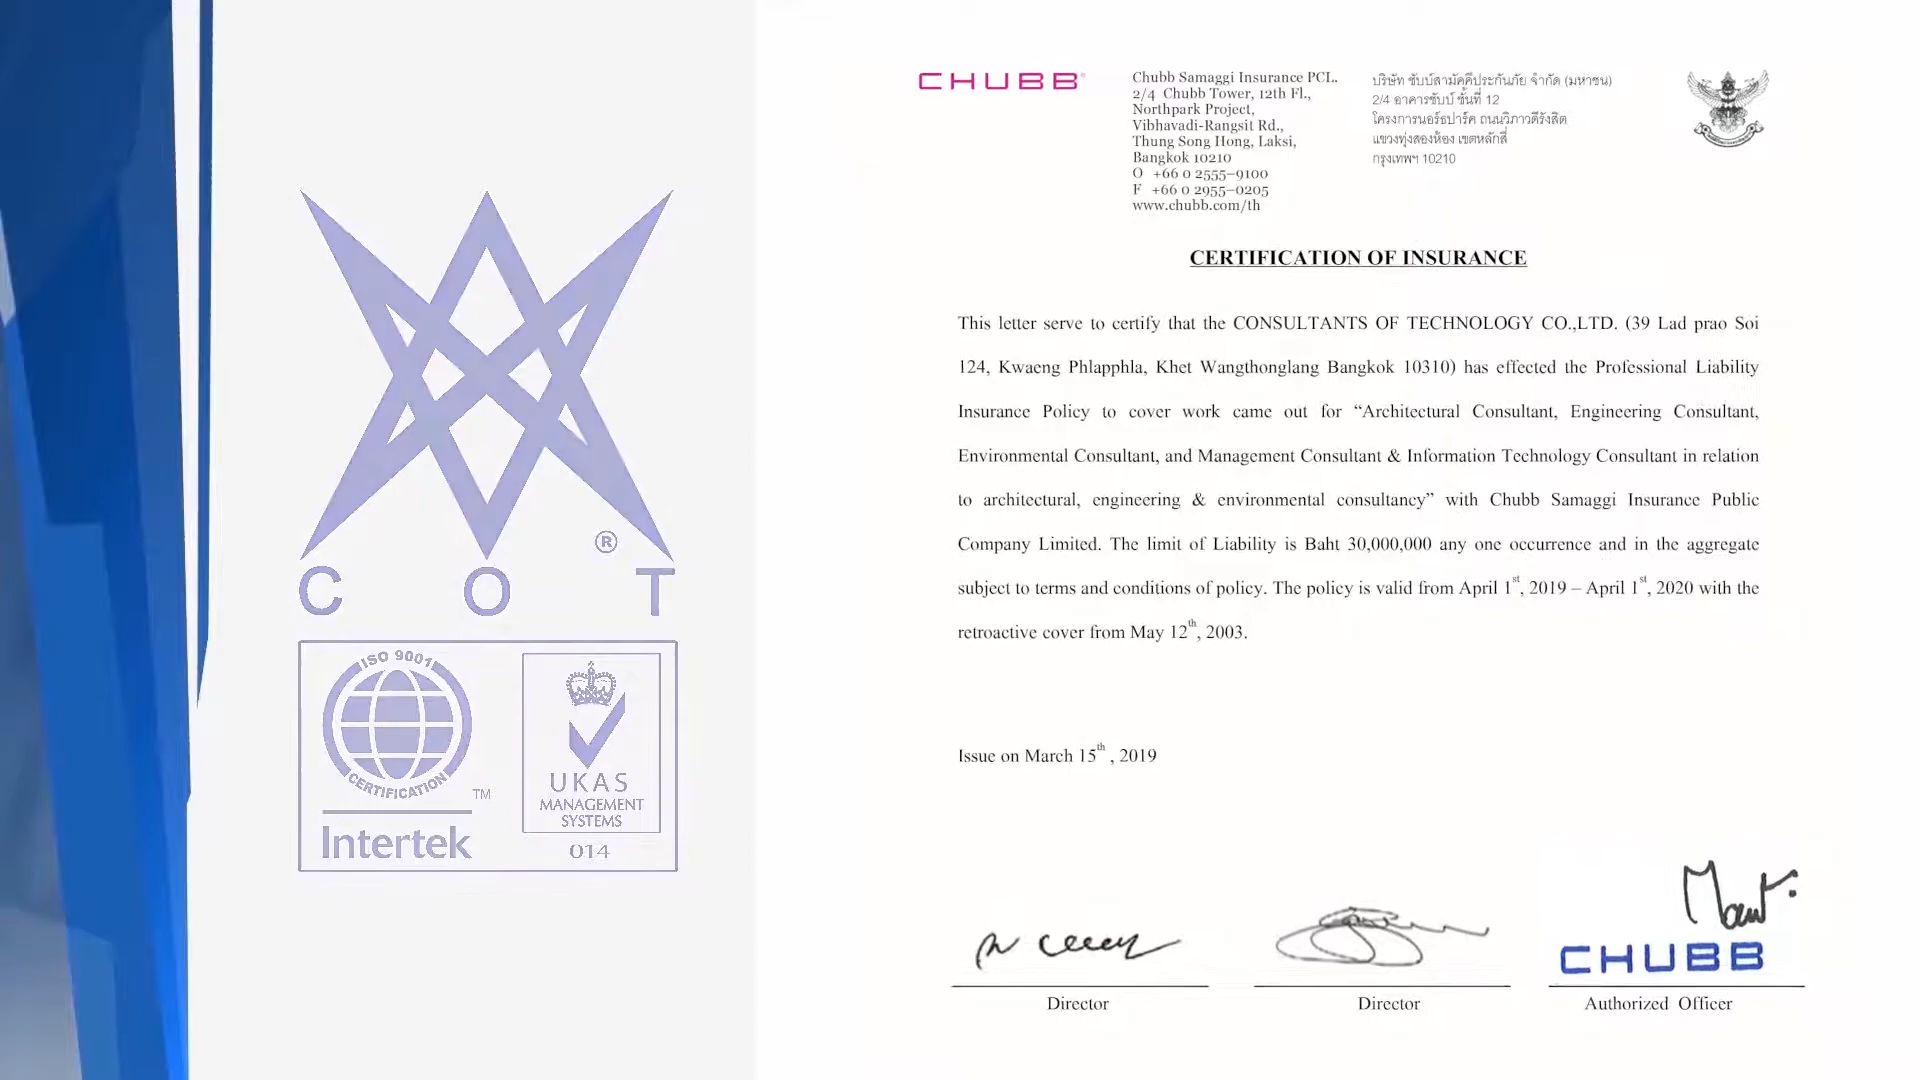 ®
C O T
ISO 9001
CERTIFICATION
TM
Intertek
UKAS
MANAGEMENT
SYSTEMS
014
CHUBB®
Chubb Samaggi Insurance PCL.
2/4 Chubb Tower, 12th Fl.,
Northpark Project,
Vibhavadi-Rangsit Rd.,
Thung Song Hong, Laksi,
Bangkok 10210
O +66 0 2555-9100
F +66 0 2955-0205
www.chubb.com/th
บริษัท ชับบ์สามัคคีประกันภัย จำกัด (มหาชน)
2/4 อาคารชับบ์ ชั้นที่ 12
โครงการนอร์ธปาร์ค ถนนวิภาวดีรังสิต
แขวงทุ่งสองห้อง เขตหลักสี่
กรุงเทพฯ 10210
CERTIFICATION OF INSURANCE
This letter serve to certify that the CONSULTANTS OF TECHNOLOGY CO.,LTD. (39 Lad prao Soi
124, Kwaeng Phlapphla, Khet Wangthonglang Bangkok 10310) has effected the Professional Liability
Insurance Policy to cover work came out for “Architectural Consultant, Engineering Consultant,
Environmental Consultant, and Management Consultant & Information Technology Consultant in relation
to architectural, engineering & environmental consultancy” with Chubb Samaggi Insurance Public
Company Limited. The limit of Liability is Baht 30,000,000 any one occurrence and in the aggregate
subject to terms and conditions of policy. The policy is valid from April 1st, 2019 – April 1st, 2020 with the
retroactive cover from May 12th, 2003.
Issue on March 15th , 2019
CHUBB
Director
Director
Authorized Officer